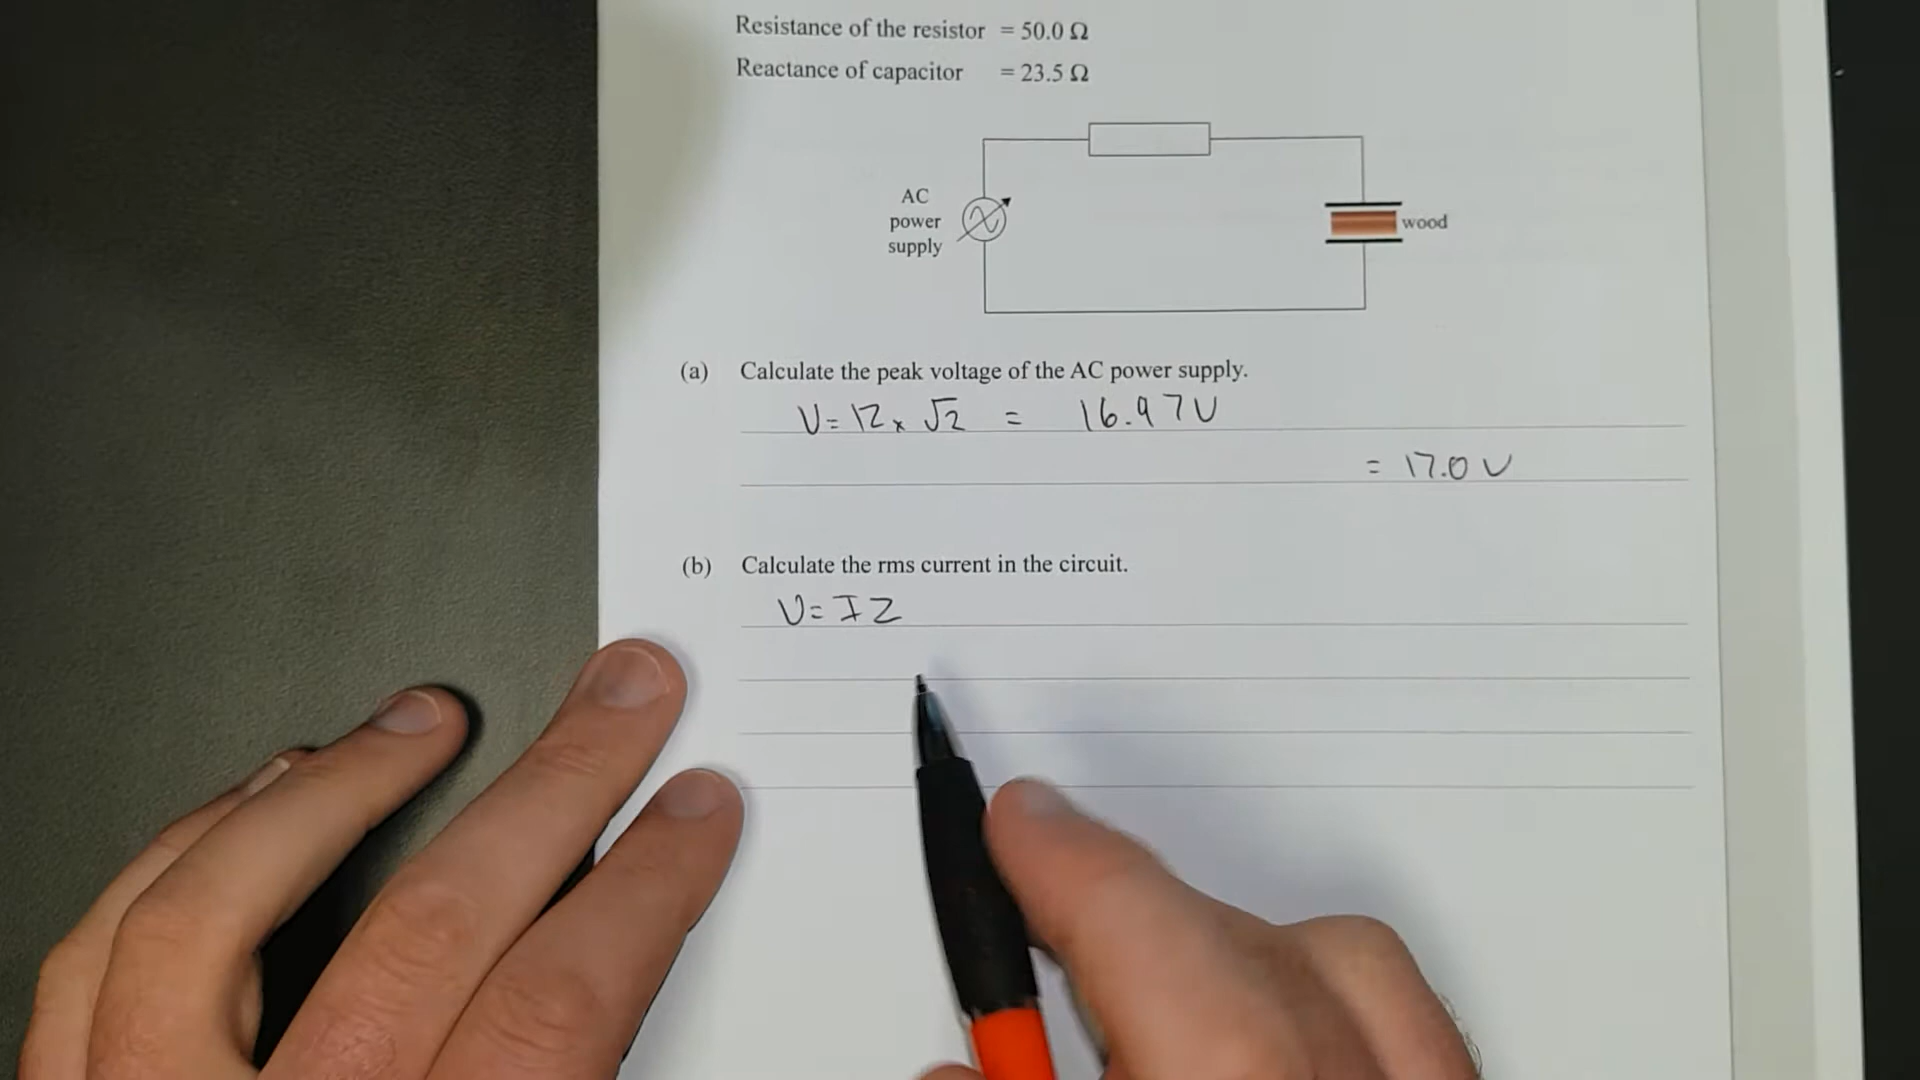 Resistance of the resistor = 50.0 Ω
Reactance of capacitor = 23.5 Ω
AC
power
supply
wood
(a) Calculate the peak voltage of the AC power supply.
V = 12 × √2 = 16.97V
= 17.0 V
(b) Calculate the rms current in the circuit.
V = IZ